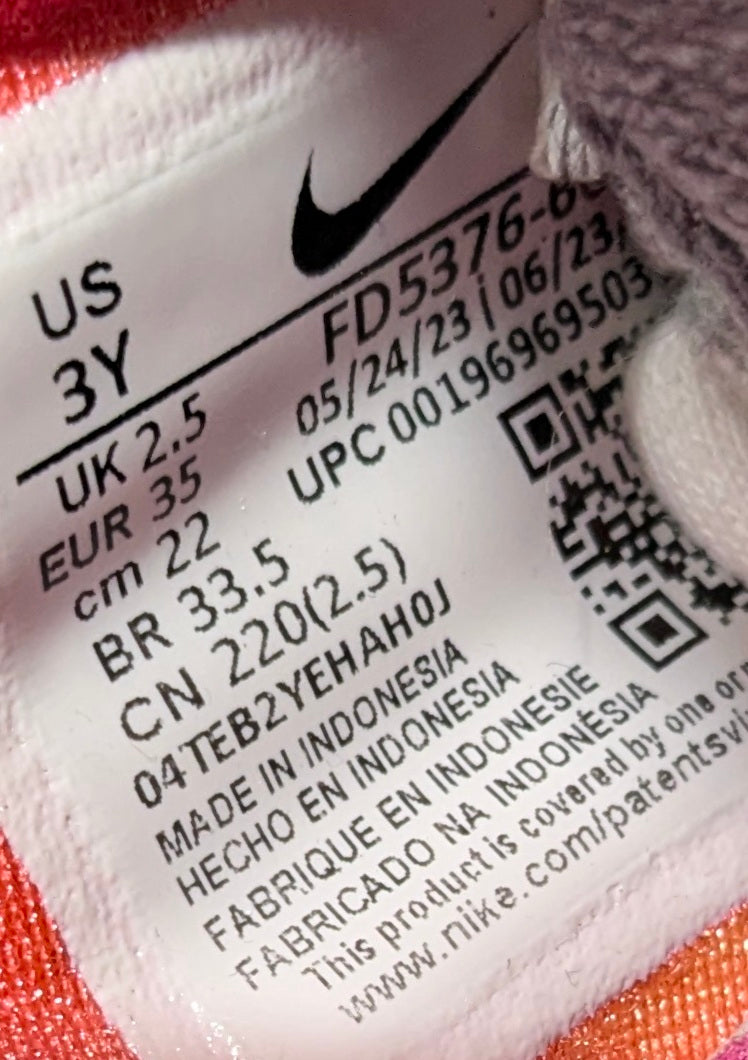 US
3Y
FD5376-6
05/24/23 | 06/23
UPC 00196969503
UK 2.5
EUR 35
cm 22
BR 33.5
CN 220(2.5)
04TEB2YEHAH0J
MADE IN INDONESIA
HECHO EN INDONESIA
FABRIQUE EN INDONESIE
FABRICADO NA INDONÉSIA
This product is covered by one or
www.nike.com/patents